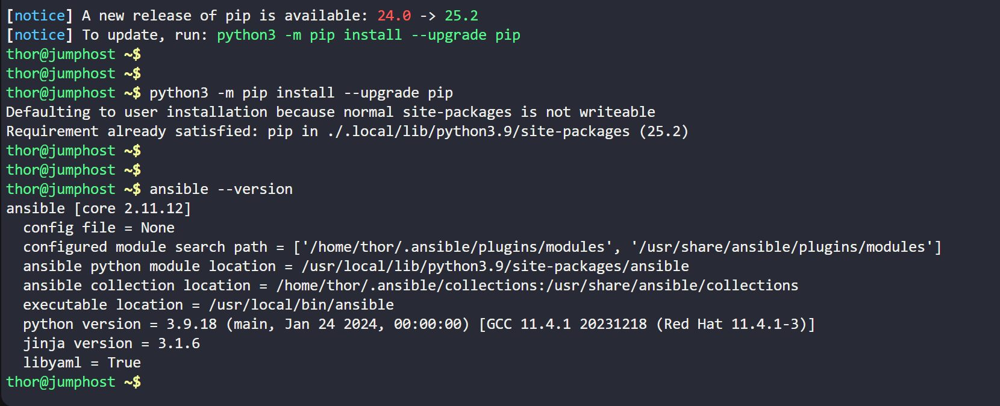 [notice] A new release of pip is available: 24.0 -> 25.2
[notice] To update, run: python3 -m pip install --upgrade pip
thor@jumphost ~$
thor@jumphost ~$
thor@jumphost ~$ python3 -m pip install --upgrade pip
Defaulting to user installation because normal site-packages is not writeable
Requirement already satisfied: pip in ./.local/lib/python3.9/site-packages (25.2)
thor@jumphost ~$
thor@jumphost ~$
thor@jumphost ~$ ansible --version
ansible [core 2.11.12]
  config file = None
  configured module search path = ['/home/thor/.ansible/plugins/modules', '/usr/share/ansible/plugins/modules']
  ansible python module location = /usr/local/lib/python3.9/site-packages/ansible
  ansible collection location = /home/thor/.ansible/collections:/usr/share/ansible/collections
  executable location = /usr/local/bin/ansible
  python version = 3.9.18 (main, Jan 24 2024, 00:00:00) [GCC 11.4.1 20231218 (Red Hat 11.4.1-3)]
  jinja version = 3.1.6
  libyaml = True
thor@jumphost ~$